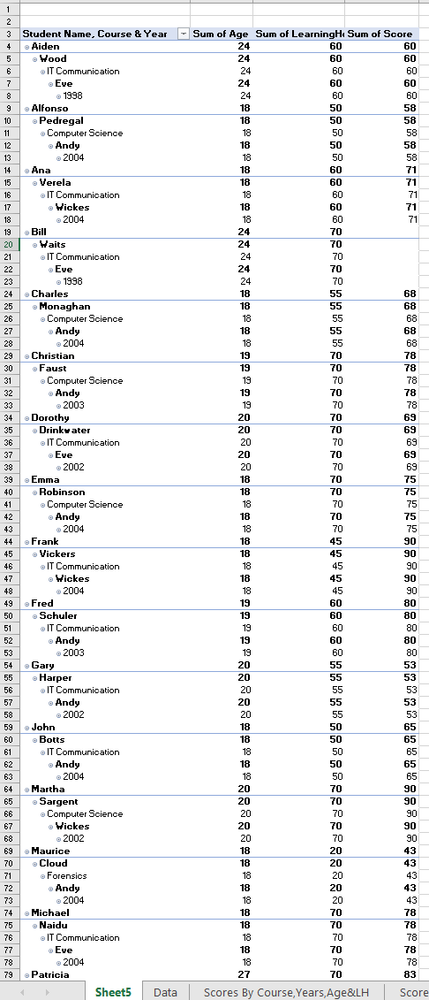 1
2
3 Student Name, Course & Year Sum of Age Sum of LearningHo Sum of Score
4 Aiden 24 60 60
5 Wood 24 60 60
6 IT Communication 24 60 60
7 Eve 24 60 60
8 1998 24 60 60
9 Alfonso 18 50 58
10 Pedregal 18 50 58
11 Computer Science 18 50 58
12 Andy 18 50 58
13 2004 18 50 58
14 Ana 18 60 71
15 Verela 18 60 71
16 IT Communication 18 60 71
17 Wickes 18 60 71
18 2004 18 60 71
19 Bill 24 70
20 Waits 24 70
21 IT Communication 24 70
22 Eve 24 70
23 1998 24 70
24 Charles 18 55 68
25 Monaghan 18 55 68
26 Computer Science 18 55 68
27 Andy 18 55 68
28 2004 18 55 68
29 Christian 19 70 78
30 Faust 19 70 78
31 Computer Science 19 70 78
32 Andy 19 70 78
33 2003 19 70 78
34 Dorothy 20 70 69
35 Drinkwater 20 70 69
36 IT Communication 20 70 69
37 Eve 20 70 69
38 2002 20 70 69
39 Emma 18 70 75
40 Robinson 18 70 75
41 Computer Science 18 70 75
42 Andy 18 70 75
43 2004 18 70 75
44 Frank 18 45 90
45 Vickers 18 45 90
46 IT Communication 18 45 90
47 Wickes 18 45 90
48 2004 18 45 90
49 Fred 19 60 80
50 Schuler 19 60 80
51 IT Communication 19 60 80
52 Andy 19 60 80
53 2003 19 60 80
54 Gary 20 55 53
55 Harper 20 55 53
56 IT Communication 20 55 53
57 Andy 20 55 53
58 2002 20 55 53
59 John 18 50 65
60 Botts 18 50 65
61 IT Communication 18 50 65
62 Andy 18 50 65
63 2004 18 50 65
64 Martha 20 70 90
65 Sargent 20 70 90
66 Computer Science 20 70 90
67 Wickes 20 70 90
68 2002 20 70 90
69 Maurice 18 20 43
70 Cloud 18 20 43
71 Forensics 18 20 43
72 Andy 18 20 43
73 2004 18 20 43
74 Michael 18 70 78
75 Naidu 18 70 78
76 IT Communication 18 70 78
77 Eve 18 70 78
78 2004 18 70 78
79 Patricia 27 70 83
Sheet5 Data Scores By Course,Years,Age&LH Score